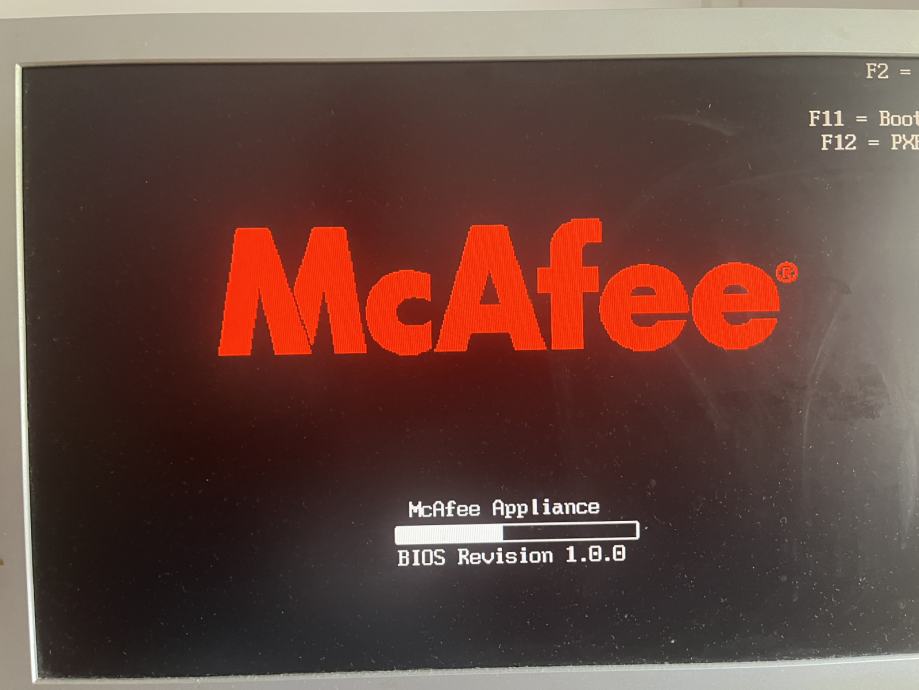 F2 =
F11 = Boot
F12 =
McAfee®
McAfee Appliance
BIOS Revision 1.0.0